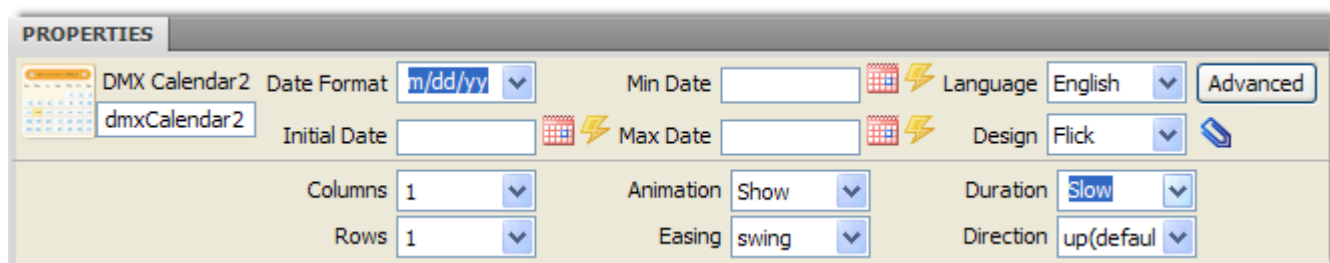 PROPERTIES
DMX Calendar2 Date Format m/dd/yy Min Date Language English Advanced
dmxCalendar2 Initial Date Max Date Design Flick
Columns 1 Animation Show Duration Slow
Rows 1 Easing swing Direction up(defaul